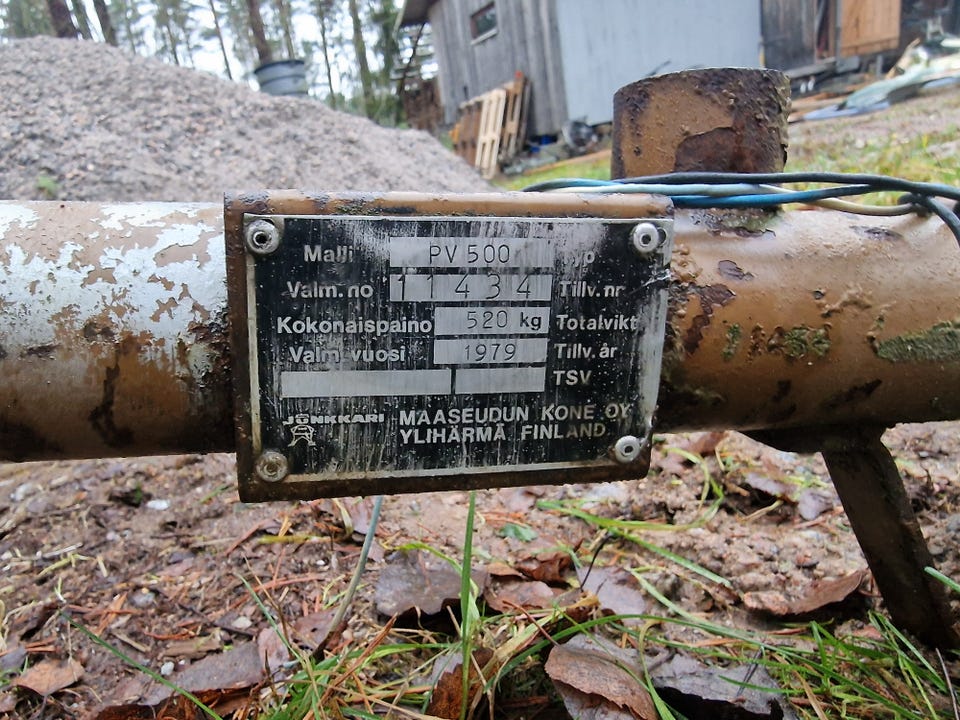 Malli PV 500 Typ
Valm.no 11434 Tillv.nr
Kokonaispaino 520 kg Totalvikt
Valm.vuosi 1979 Tillv.år
TSV
JUNKKARI MAASEUDUN KONE OY
YLIHÄRMÄ FINLAND